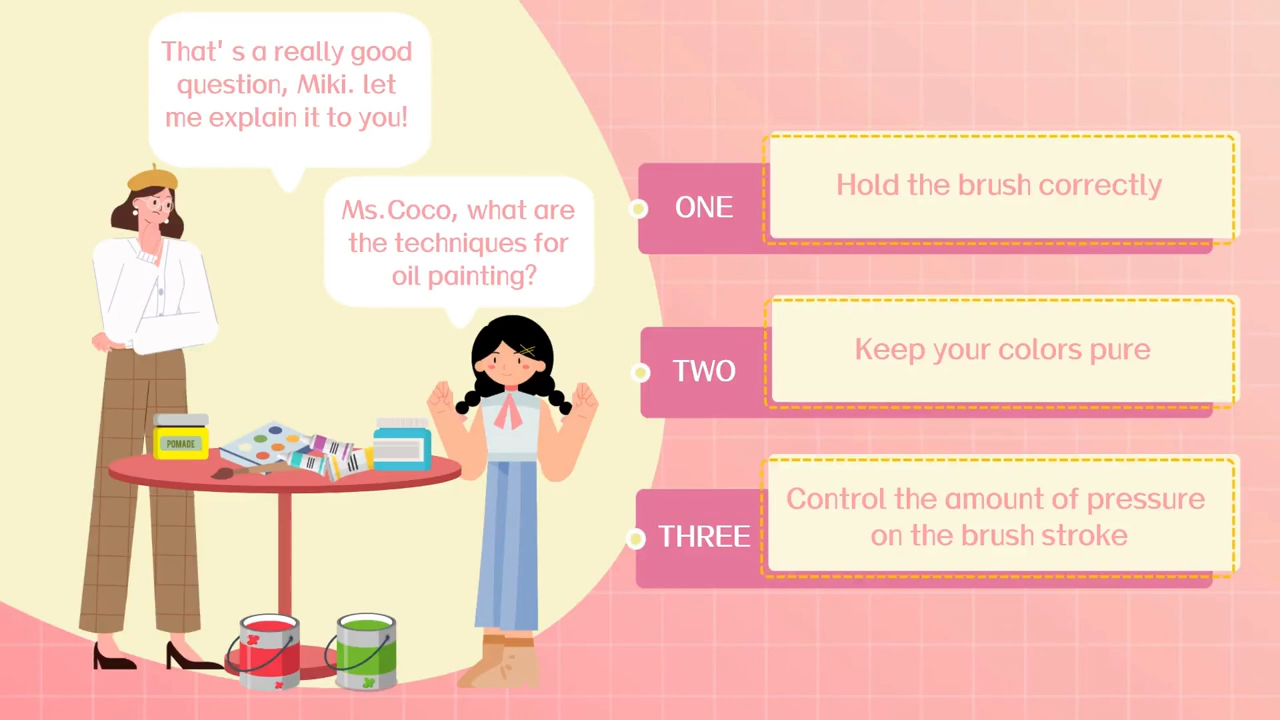 That' s a really good
question, Miki. let
me explain it to you!
Ms.Coco, what are
the techniques for
oil painting?
POMADE
ONE
Hold the brush correctly
TWO
Keep your colors pure
THREE
Control the amount of pressure
on the brush stroke